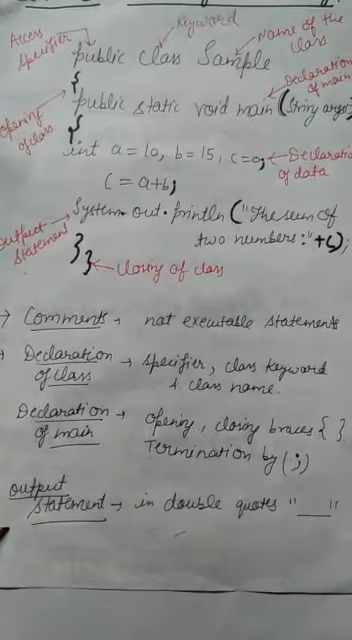 Access Specifier
Keyword
Name of the class
public class Sample
{
Opening of class
Declaration of main
public static void main (String args
{
int a=10, b=15, c=0;
Declaration of data
c = a+b;
Output Statement
System.out.println ("The sum of
two numbers:"+c);
}}
Closing of class
→ Comments → not executable statements
→ Declaration of class → specifier, class keyword
& class name.
Declaration of main → opening, closing braces { }.
Termination by (;)
output statement → in double quotes "___"